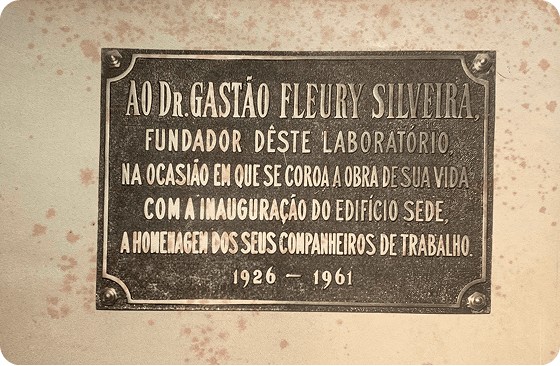 AO DR. GASTÃO FLEURY SILVEIRA,
FUNDADOR DÊSTE LABORATÓRIO,
NA OCASIÃO EM QUE SE COROA A OBRA DE SUA VIDA
COM A INAUGURAÇÃO DO EDIFÍCIO SEDE,
A HOMENAGEM DOS SEUS COMPANHEIROS DE TRABALHO.
1926 — 1961